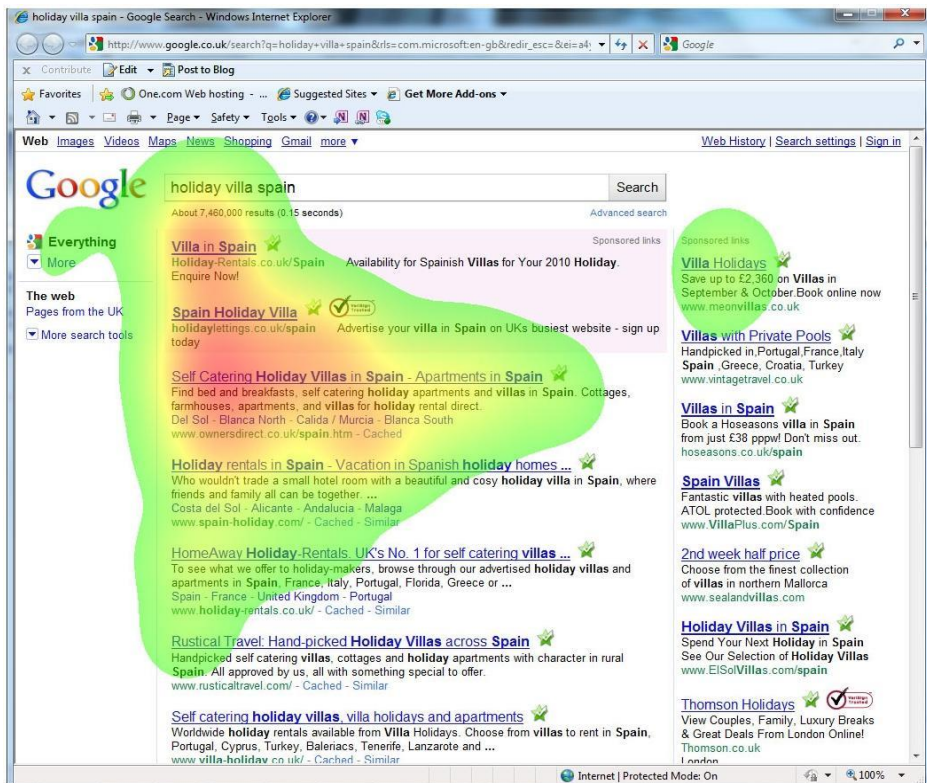 holiday villa spain - Google Search - Windows Internet Explorer
http://www.google.co.uk/search?q=holiday+villa+spain&rls=com.microsoft:en-gb&redir_esc=&ei=a4
Google
x Contribute Edit Post to Blog
Favorites One.com Web hosting - ... Suggested Sites Get More Add-ons
Page Safety Tools
Web Images Videos Maps News Shopping Gmail more
Web History | Search settings | Sign in
Google
holiday villa spain
Search
About 7,460,000 results (0.15 seconds)
Advanced search
Everything
More
The web
Pages from the UK
More search tools
Sponsored links
Villa in Spain
Holiday-Rentals.co.uk/Spain Availability for Spainish Villas for Your 2010 Holiday.
Enquire Now!
Spain Holiday Villa
holidaylettings.co.uk/spain Advertise your villa in Spain on UKs busiest website - sign up
today
Self Catering Holiday Villas in Spain - Apartments in Spain
Find bed and breakfasts, self catering holiday apartments and villas in Spain. Cottages,
farmhouses, apartments, and villas for holiday rental direct.
Del Sol - Blanca North - Calida / Murcia - Blanca South
www.ownersdirect.co.uk/spain.htm - Cached
Holiday rentals in Spain - Vacation in Spanish holiday homes ...
Who wouldn't trade a small hotel room with a beautiful and cosy holiday villa in Spain, where
friends and family all can be together. ...
Costa del Sol - Alicante - Andalucia - Malaga
www.spain-holiday.com/ - Cached - Similar
HomeAway Holiday-Rentals. UK's No. 1 for self catering villas ...
To see what we offer to holiday-makers, browse through our advertised holiday villas and
apartments in Spain, France, Italy, Portugal, Florida, Greece or ...
Spain - France - United Kingdom - Portugal
www.holiday-rentals.co.uk/ - Cached - Similar
Rustical Travel: Hand-picked Holiday Villas across Spain
Handpicked self catering villas, cottages and holiday apartments with character in rural
Spain. All approved by us, all with something special to offer.
www.rusticaltravel.com/ - Cached - Similar
Self catering holiday villas, villa holidays and apartments
Worldwide holiday rentals available from Villa Holidays. Choose from villas to rent in Spain,
Portugal, Cyprus, Turkey, Baleriacs, Tenerife, Lanzarote and ...
www.villa-holiday.co.uk/ - Cached - Similar
Sponsored links
Villa Holidays
Save up to £2,360 on Villas in
September & October.Book online now
www.meonvillas.co.uk
Villas with Private Pools
Handpicked in,Portugal,France,Italy
Spain ,Greece, Croatia, Turkey
www.vintagetravel.co.uk
Villas in Spain
Book a Hoseasons villa in Spain
from just £38 pppw! Don't miss out.
hoseasons.co.uk/spain
Spain Villas
Fantastic villas with heated pools.
ATOL protected.Book with confidence
www.VillaPlus.com/Spain
2nd week half price
Choose from the finest collection
of villas in northern Mallorca
www.sealandvillas.com
Holiday Villas in Spain
Spend Your Next Holiday in Spain
See Our Selection of Holiday Villas
www.ElSolVillas.com/spain
Thomson Holidays
View Couples, Family, Luxury Breaks
& Great Deals From London Online!
Thomson.co.uk
London
Internet | Protected Mode: On
100%